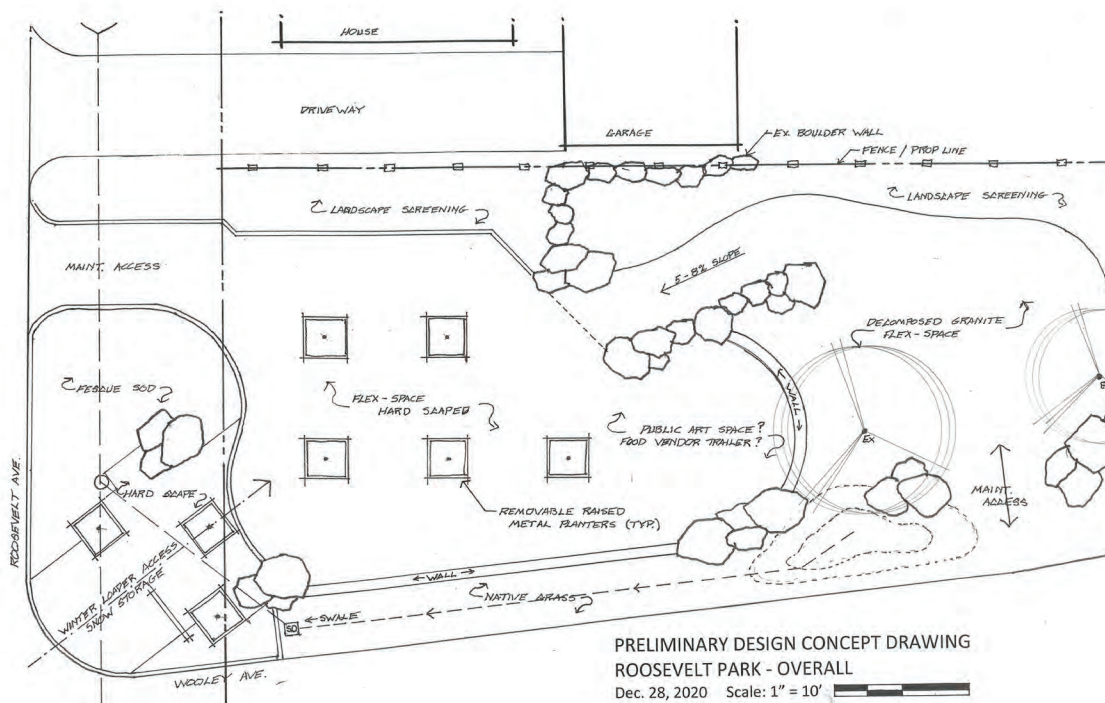 HOUSE
DRIVEWAY
GARAGE
EX. BOULDER WALL
FENCE / PROP LINE
LANDSCAPE SCREENING
LANDSCAPE SCREENING
MAINT. ACCESS
5-8% SLOPE
DECOMPOSED GRANITE
FLEX-SPACE
FESCUE SOD
FLEX-SPACE
HARD SCAPED
WALL
PUBLIC ART SPACE?
FOOD VENDOR TRAILER?
EX
E
HARD SCAPE
MAINT.
ACCESS
REMOVABLE RAISED
METAL PLANTERS (TYP.)
ROOSEVELT AVE.
WINTER LOADER ACCESS
SNOW STORAGE
WALL
NATIVE GRASS
SWALE
SD
WOOLEY AVE.
PRELIMINARY DESIGN CONCEPT DRAWING
ROOSEVELT PARK - OVERALL
Dec. 28, 2020 Scale: 1" = 10'